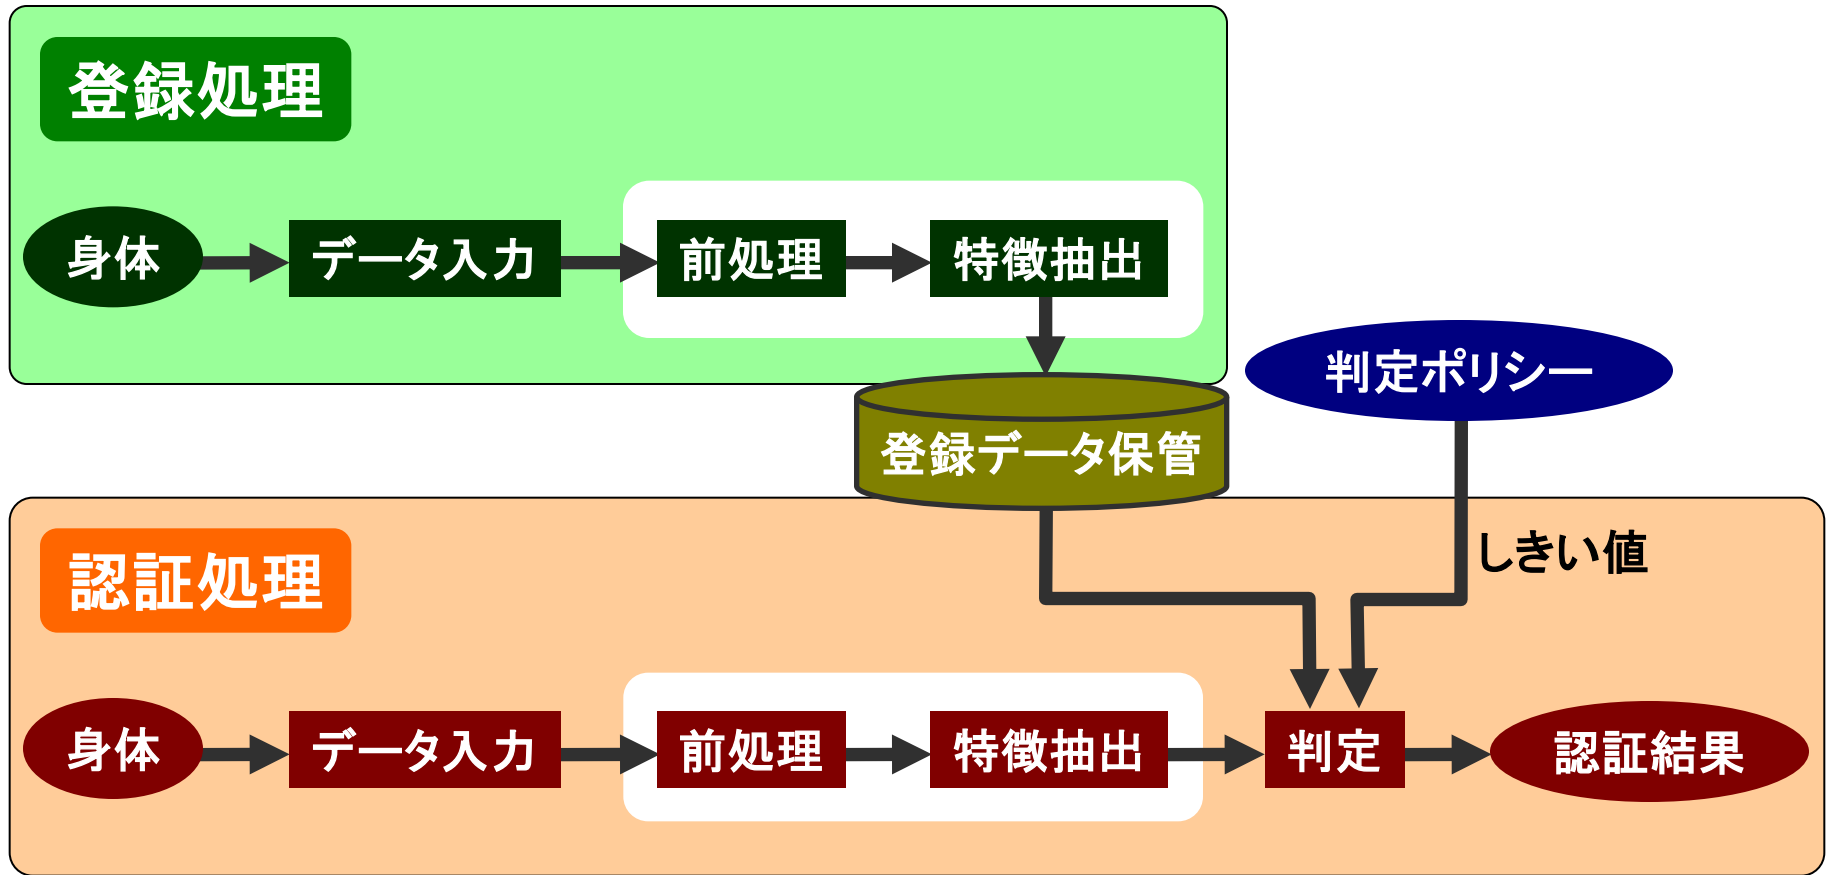 登録処理
身体
データ入力
前処理
特徴抽出
判定ポリシー
登録データ保管
しきい値
認証処理
身体
データ入力
前処理
特徴抽出
判定
認証結果